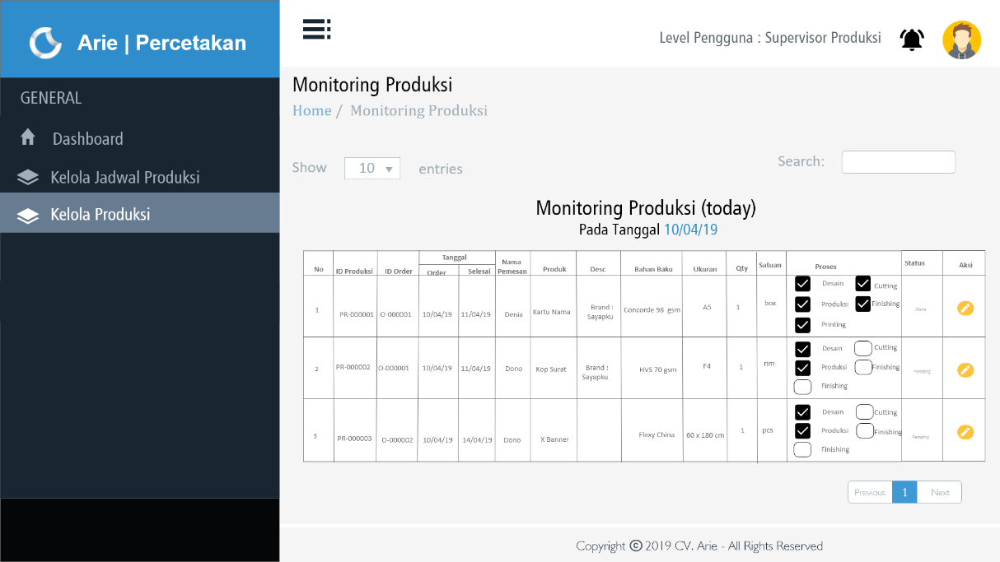 Arie | Percetakan
Level Pengguna : Supervisor Produksi
GENERAL
Dashboard
Kelola Jadwal Produksi
Kelola Produksi
Monitoring Produksi
Home / Monitoring Produksi
Show 10 entries
Search:
Monitoring Produksi (today)
Pada Tanggal 10/04/19
No ID Produksi ID Order Tanggal Order Selesai Nama Pemesan Produk Desc Bahan Baku Ukuran Qty Satuan Proses Status Aksi
1 PR-000001 O-000001 10/04/19 11/04/19 Denia Kartu Nama Brand : Sayapku Concorde 98 gsm A5 1 box
Desain Cutting
Produksi Finishing
Printing
Done
2 PR-000002 O-000001 10/04/19 11/04/19 Dono Kop Surat Brand : Sayapku HVS 70 gsm F4 1 rim
Desain Cutting
Produksi Finishing
Finishing
Pending
3 PR-000003 O-000002 10/04/19 14/04/19 Dono X Banner Flexy China 60 x 180 cm 1 pcs
Desain Cutting
Produksi Finishing
Finishing
Pending
Previous 1 Next
Copyright © 2019 CV. Arie - All Rights Reserved